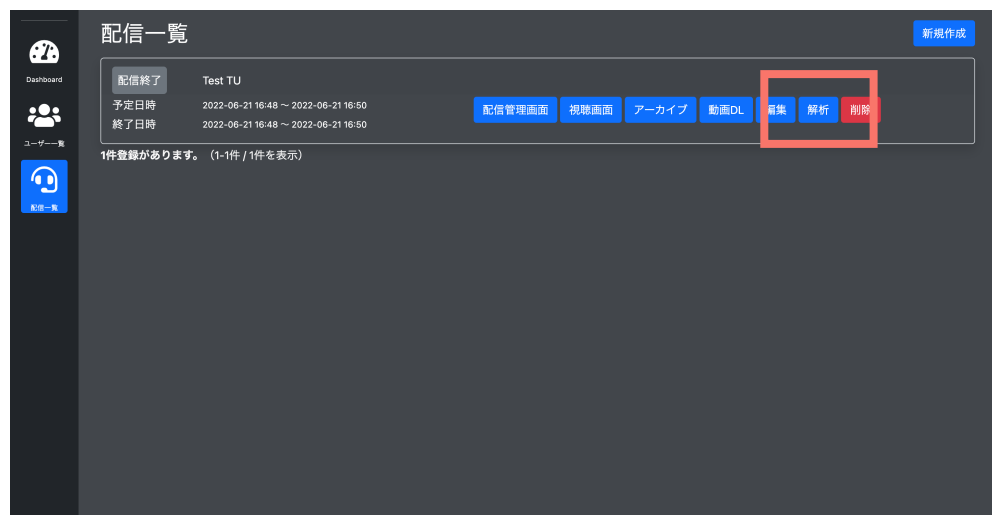 配信一覧
新規作成
Dashboard
ユーザー一覧
配信一覧
配信終了 Test TU
予定日時 2022-06-21 16:48 ～ 2022-06-21 16:50
終了日時 2022-06-21 16:48 ～ 2022-06-21 16:50
配信管理画面 視聴画面 アーカイブ 動画DL 編集 解析 削除
1件登録があります。（1-1件 / 1件を表示）